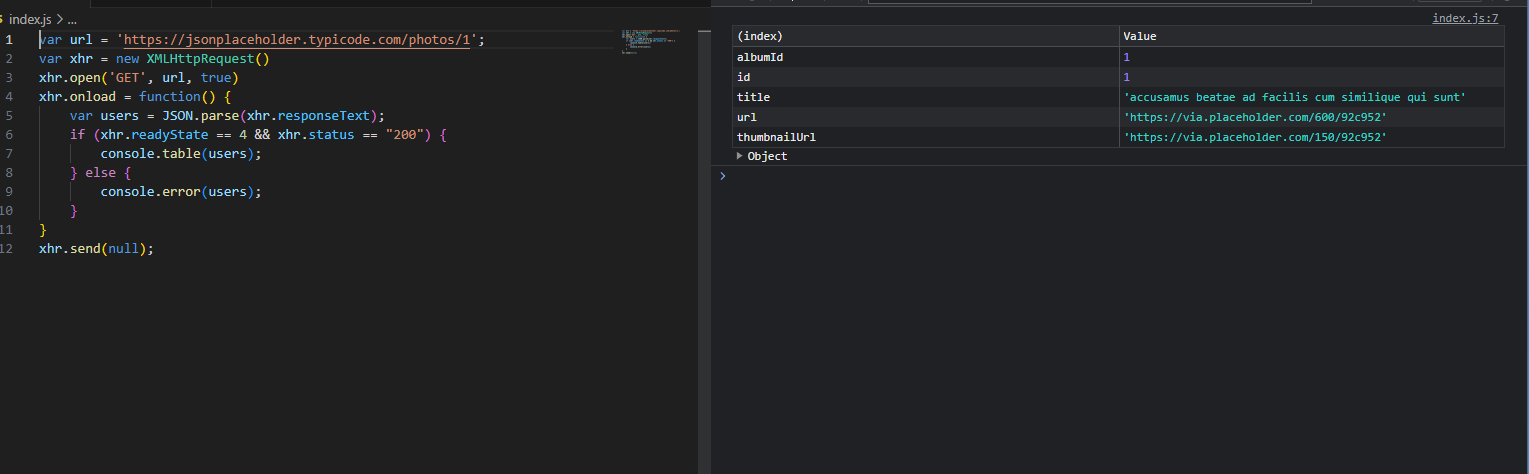 index.js > ...
1 var url = 'https://jsonplaceholder.typicode.com/photos/1';
2 var xhr = new XMLHttpRequest()
3 xhr.open('GET', url, true)
4 xhr.onload = function() {
5 var users = JSON.parse(xhr.responseText);
6 if (xhr.readyState == 4 && xhr.status == "200") {
7 console.table(users);
8 } else {
9 console.error(users);
10 }
11 }
12 xhr.send(null);
index.js:7
(index) Value
albumId 1
id 1
title 'accusamus beatae ad facilis cum similique qui sunt'
url 'https://via.placeholder.com/600/92c952'
thumbnailUrl 'https://via.placeholder.com/150/92c952'
Object